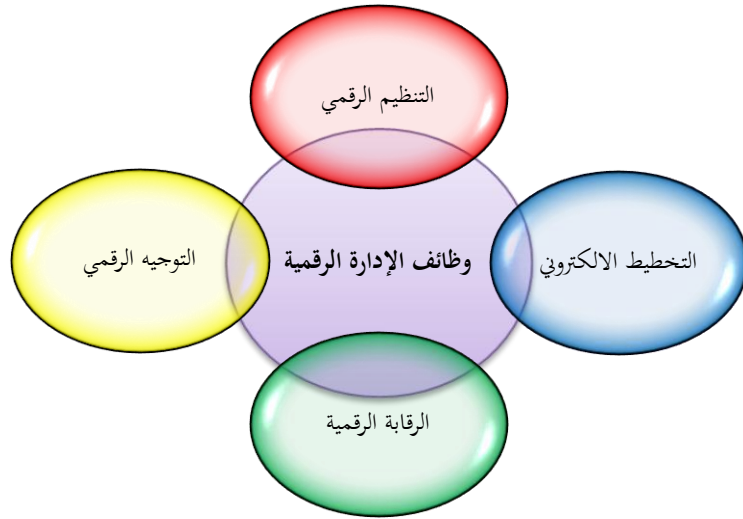 التنظيم الرقمي
التخطيط الالكتروني
وظائف الإدارة الرقمية
التوجيه الرقمي
الرقابة الرقمية